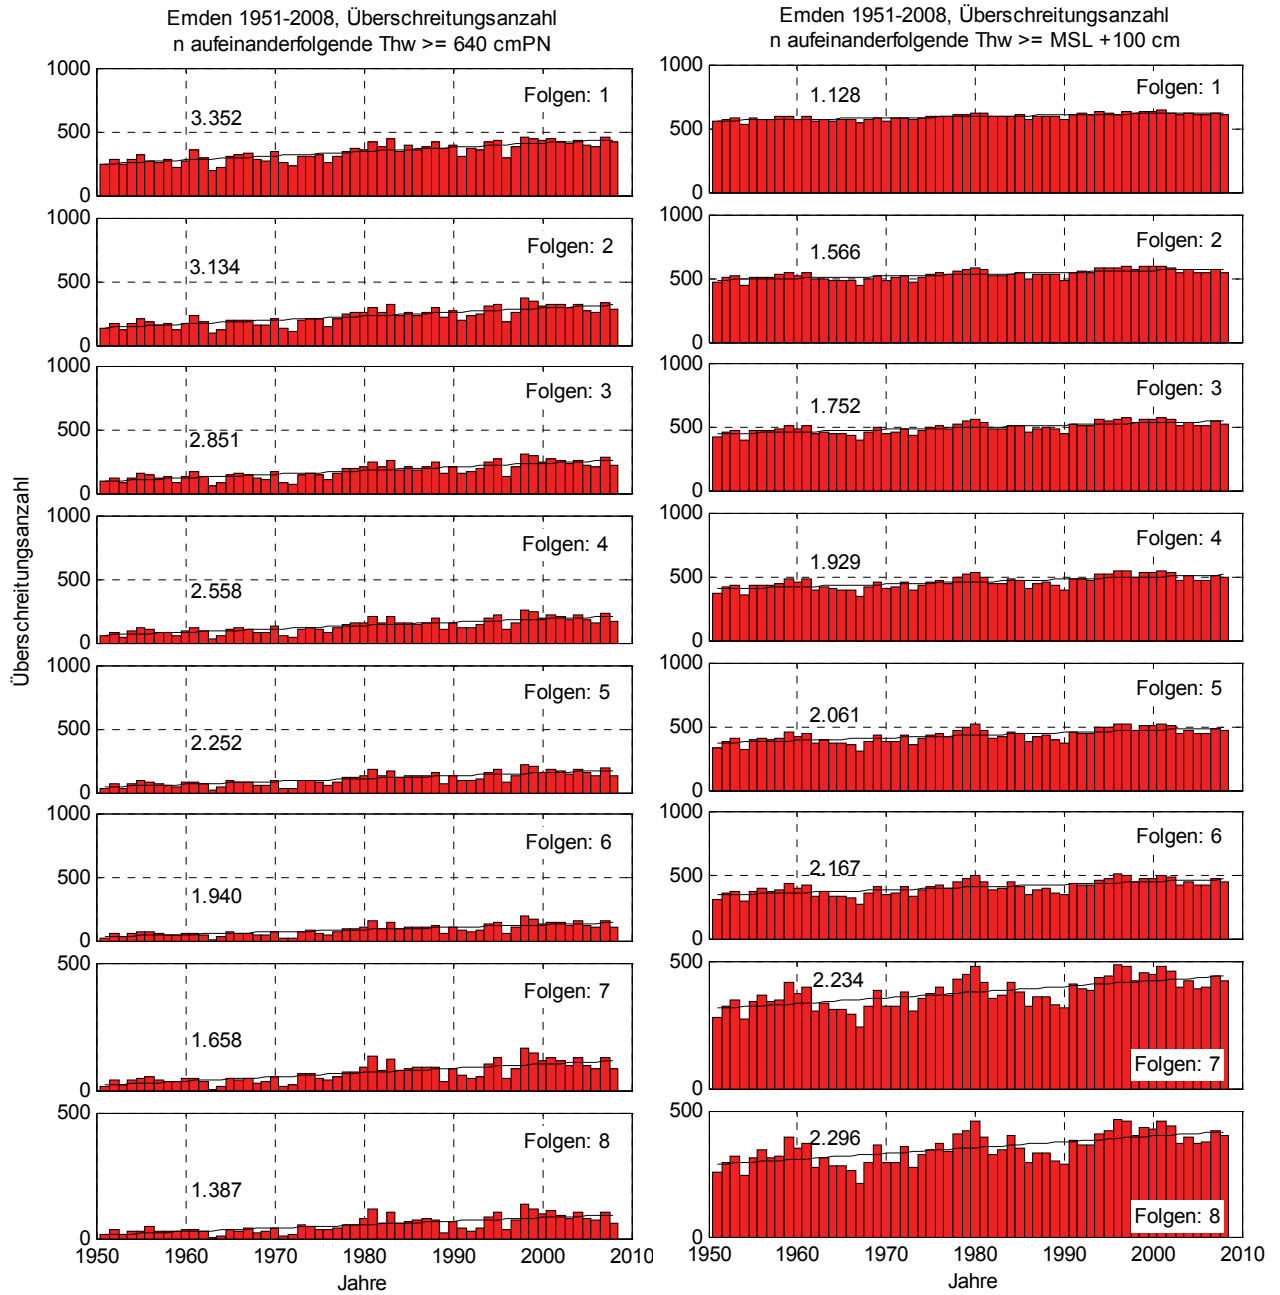 Emden 1951-2008, Überschreitungsanzahl
n aufeinanderfolgende Thw >= 640 cmPN
1000
500
0
3.352
Folgen: 1
1000
500
0
3.134
Folgen: 2
1000
500
0
2.851
Folgen: 3
1000
500
0
2.558
Folgen: 4
1000
500
0
2.252
Folgen: 5
1000
500
0
1.940
Folgen: 6
500
0
1.658
Folgen: 7
500
0
1.387
Folgen: 8
1950 1960 1970 1980 1990 2000 2010
Jahre
Überschreitungsanzahl
Emden 1951-2008, Überschreitungsanzahl
n aufeinanderfolgende Thw >= MSL +100 cm
1000
500
0
1.128
Folgen: 1
1000
500
0
1.566
Folgen: 2
1000
500
0
1.752
Folgen: 3
1000
500
0
1.929
Folgen: 4
1000
500
0
2.061
Folgen: 5
1000
500
0
2.167
Folgen: 6
500
0
2.234
Folgen: 7
500
0
2.296
Folgen: 8
1950 1960 1970 1980 1990 2000 2010
Jahre